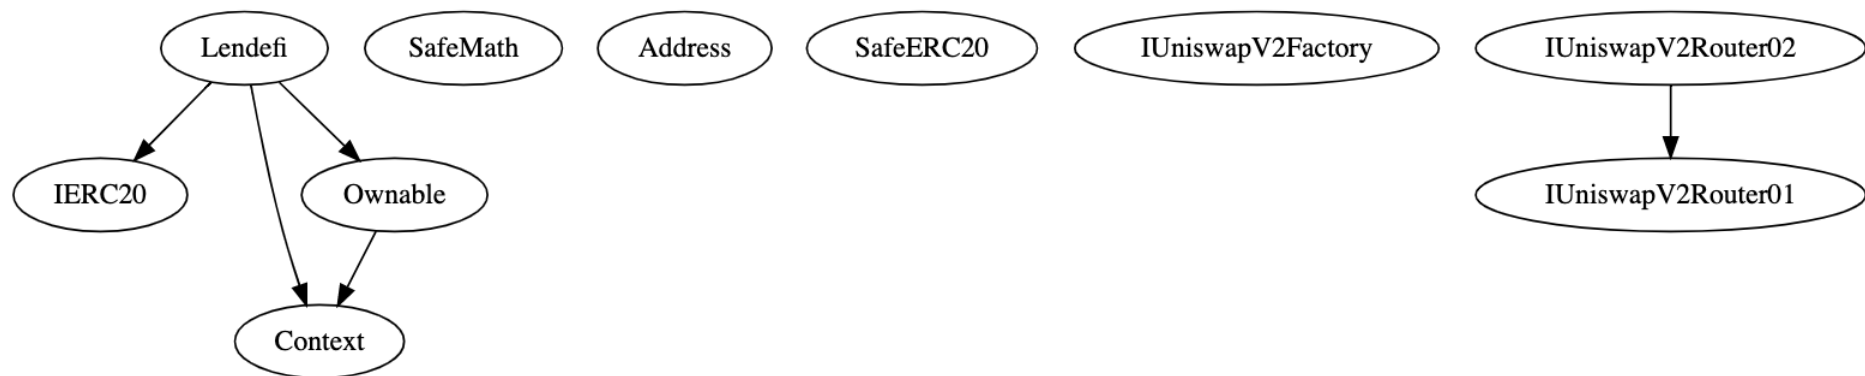 Lendefi
SafeMath
Address
SafeERC20
IUniswapV2Factory
IUniswapV2Router02
IERC20
Ownable
IUniswapV2Router01
Context